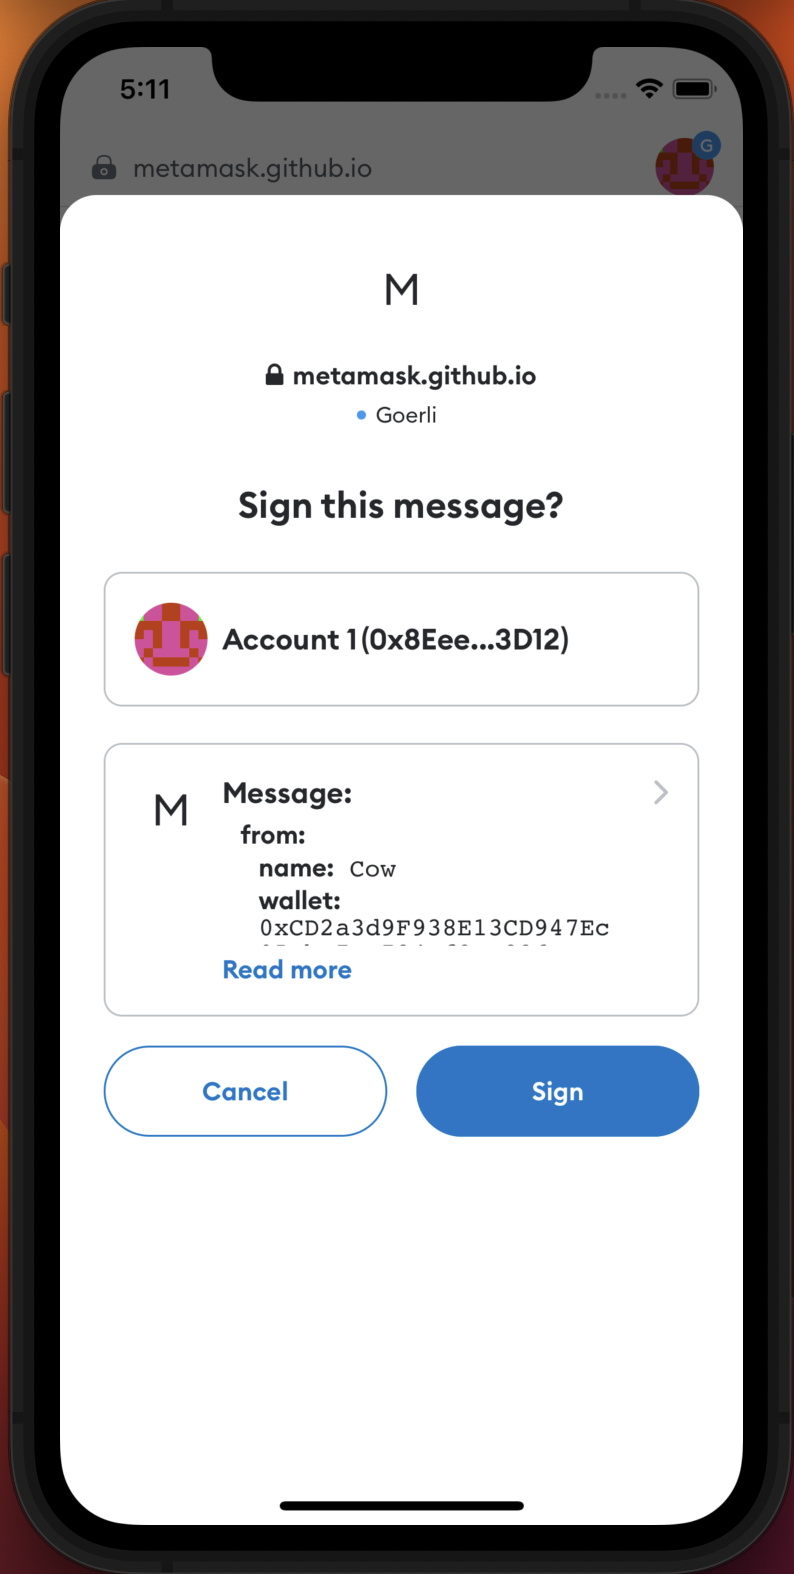 5:11
metamask.github.io
G
M
metamask.github.io
Goerli
Sign this message?
Account 1 (0x8Eee...3D12)
M
Message:
from:
name: Cow
wallet:
0xCD2a3d9F938E13CD947Ec
Read more
Cancel
Sign